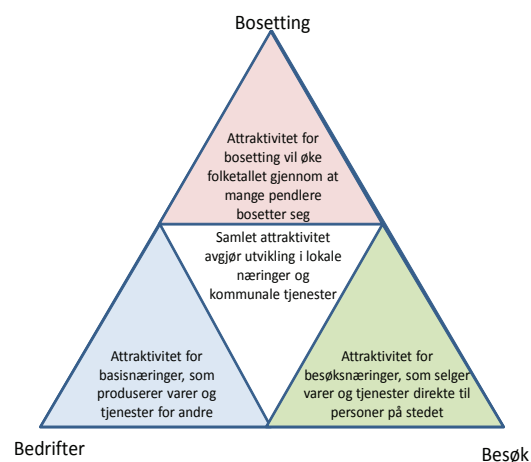 Bosetting
Attraktivitet for
bosetting vil øke
folketallet gjennom at
mange pendlere
bosetter seg
Samlet attraktivitet
avgjør utvikling i lokale
næringer og
kommunale tjenester
Attraktivitet for
basisnæringer, som
produserer varer og
tjenester for andre
Attraktivitet for
besøksnæringer, som selger
varer og tjenester direkte til
personer på stedet
Bedrifter
Besøk